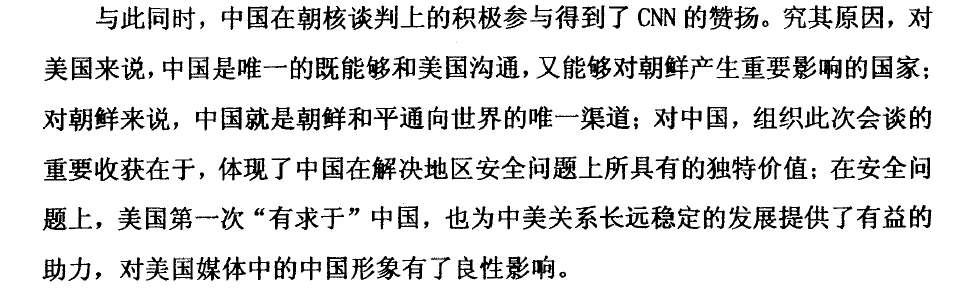 与此同时，中国在朝核谈判上的积极参与得到了 CNN 的赞扬。究其原因，对
美国来说，中国是唯一的既能够和美国沟通，又能够对朝鲜产生重要影响的国家；
对朝鲜来说，中国就是朝鲜和平通向世界的唯一渠道；对中国，组织此次会谈的
重要收获在于，体现了中国在解决地区安全问题上所具有的独特价值；在安全问
题上，美国第一次“有求于”中国，也为中美关系长远稳定的发展提供了有益的
助力，对美国媒体中的中国形象有了良性影响。